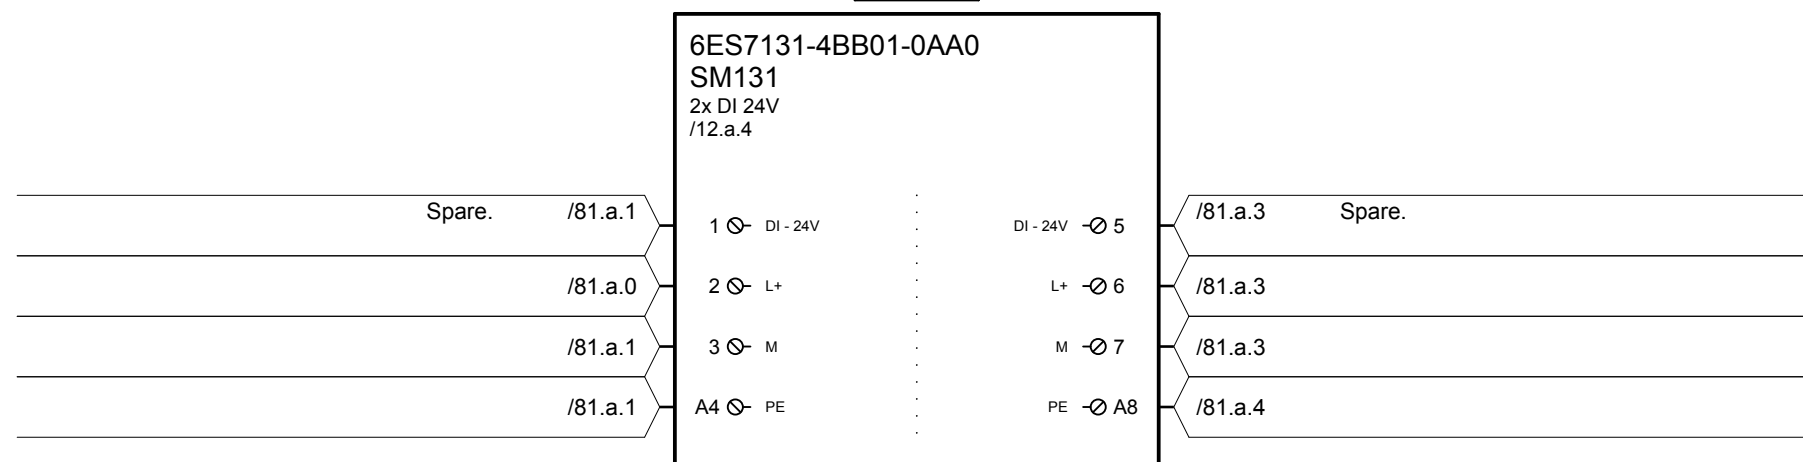 6ES7131-4BB01-0AA0
SM131
2x DI 24V
/12.a.4
Spare. /81.a.1 1 DI - 24V DI - 24V 5 /81.a.3 Spare.
/81.a.0 2 L+ L+ 6 /81.a.3
/81.a.1 3 M M 7 /81.a.3
/81.a.1 A4 PE PE A8 /81.a.4